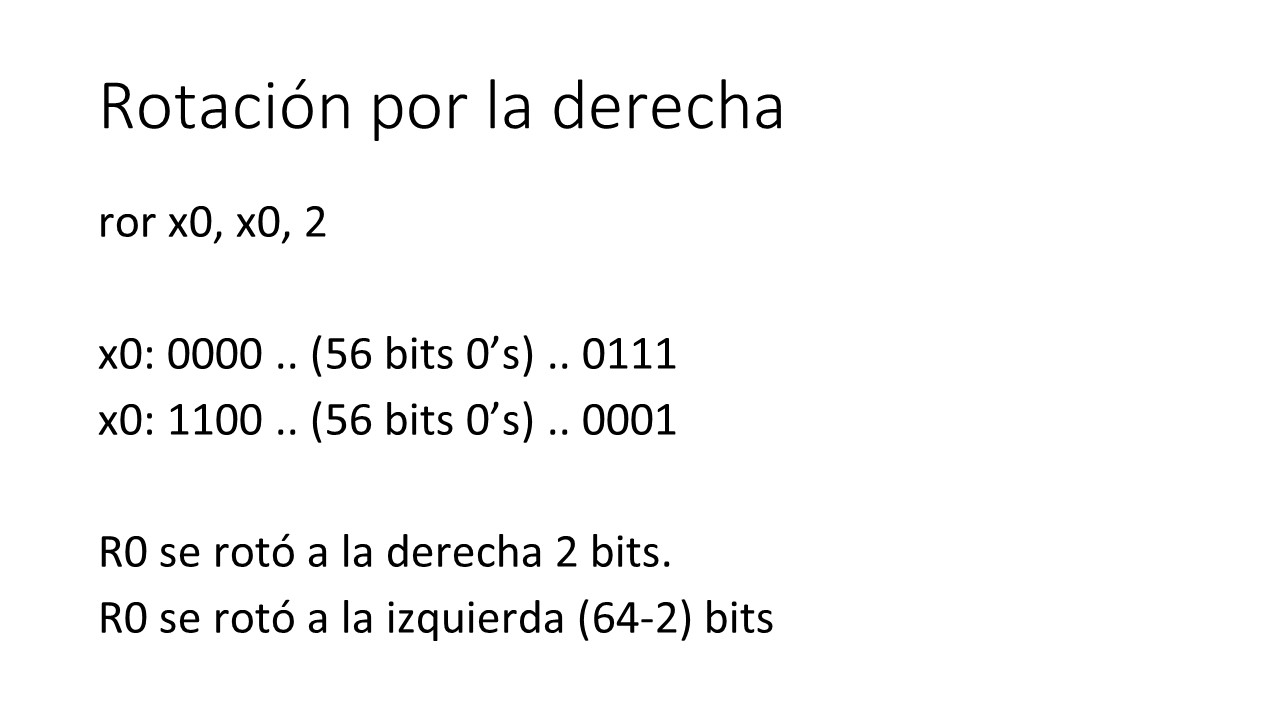 Rotación por la derecha
ror x0, x0, 2
x0: 0000 .. (56 bits 0’s) .. 0111
x0: 1100 .. (56 bits 0’s) .. 0001
R0 se rotó a la derecha 2 bits.
R0 se rotó a la izquierda (64-2) bits